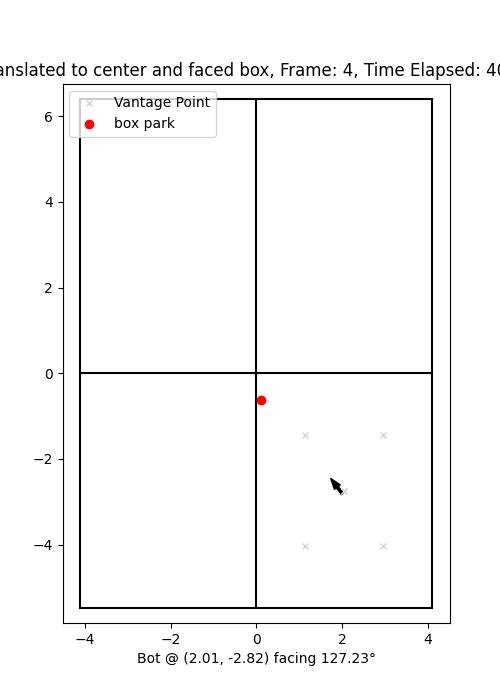 anslated to center and faced box, Frame: 4, Time Elapsed: 40
Vantage Point
box park
6
4
2
0
−2
−4
−4 −2 0 2 4
Bot @ (2.01, -2.82) facing 127.23°